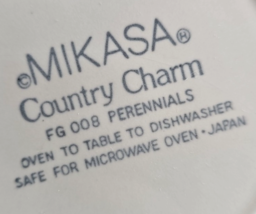 ©MIKASA®
Country Charm
FG 008 PERENNIALS
OVEN TO TABLE TO DISHWASHER
SAFE FOR MICROWAVE OVEN • JAPAN